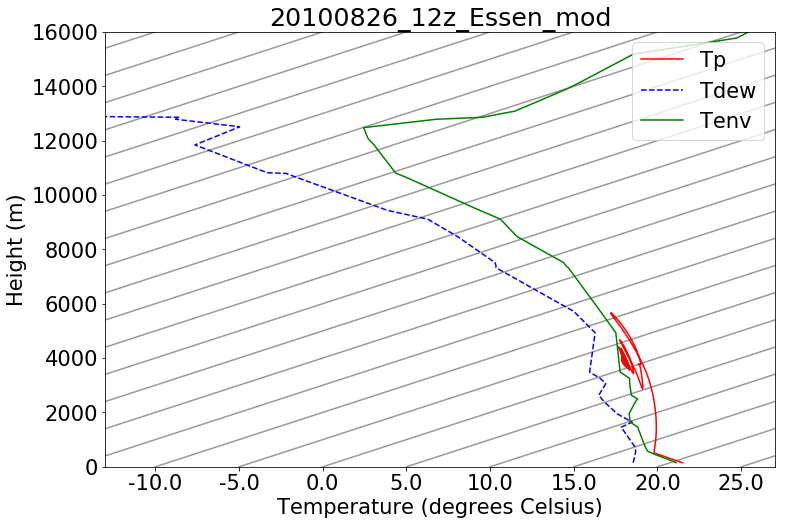 20100826_12z_Essen_mod
16000
14000
12000
10000
8000
6000
4000
2000
0
Height (m)
Tp
Tdew
Tenv
-10.0 -5.0 0.0 5.0 10.0 15.0 20.0 25.0
Temperature (degrees Celsius)